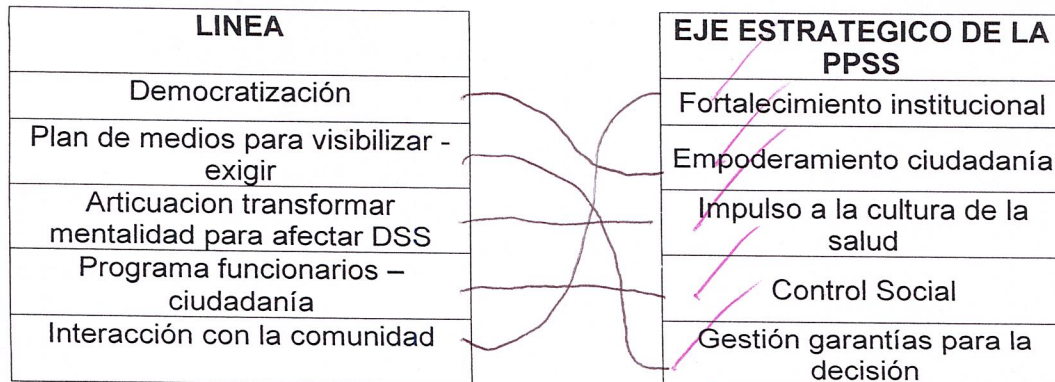 LINEA
Democratización
Plan de medios para visibilizar -
exigir
Articuacion transformar
mentalidad para afectar DSS
Programa funcionarios –
ciudadanía
Interacción con la comunidad
EJE ESTRATEGICO DE LA
PPSS
Fortalecimiento institucional
Empoderamiento ciudadanía
Impulso a la cultura de la
salud
Control Social
Gestión garantías para la
decisión